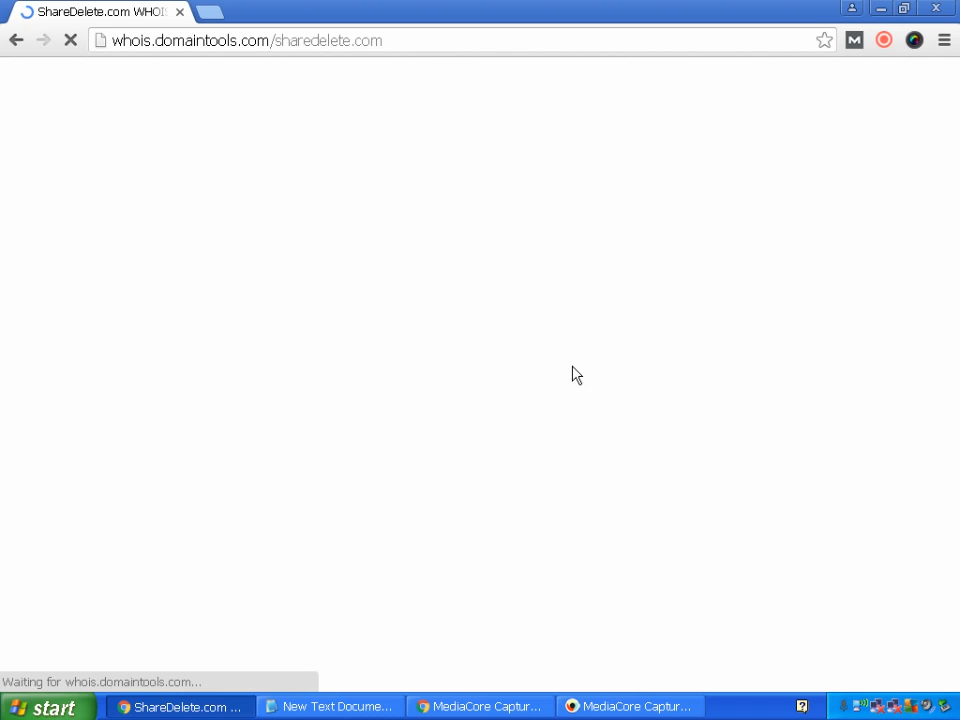 ShareDelete.com WHOI
whois.domaintools.com/sharedelete.com
M
Waiting for whois.domaintools.com...
start
ShareDelete.com ...
New Text Docume...
MediaCore Captur...
MediaCore Captur...
?